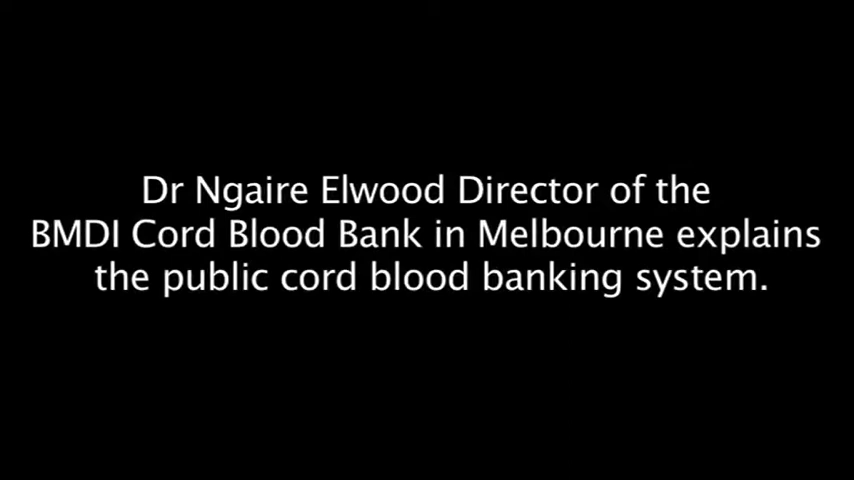 Dr Ngaire Elwood Director of the
BMDI Cord Blood Bank in Melbourne explains
the public cord blood banking system.